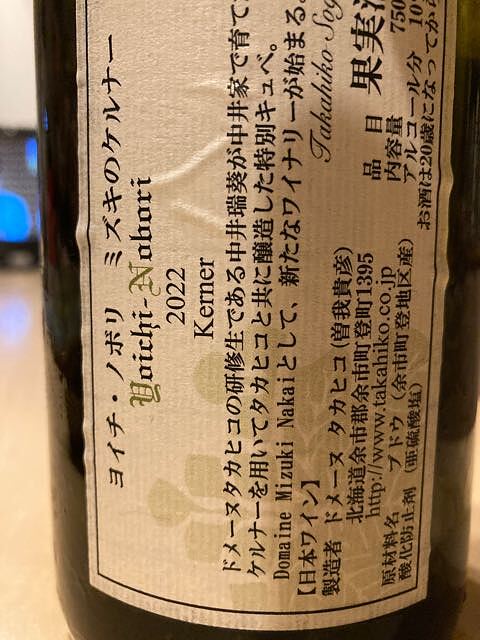 ヨイチ・ノボリ　ミズキのケルナー
Yoichi-Nobori
2022
Kerner
ドメーヌタカヒコの研修生である中井瑞葵が中井家で育て
ケルナーを用いてタカヒコと共に醸造した特別キュベ。
Domaine Mizuki Nakaiとして、新たなワイナリーが始まる。
Takahiko Sog
【日本ワイン】
製造者 ドメーヌ タカヒコ(曽我貴彦)
北海道余市郡余市町登町1395
http://www.takahiko.co.jp
原材料名 ブドウ（余市町登地区産）
酸化防止剤（亜硫酸塩）
品目 果実酒
内容量 750
アルコール分 10
お酒は20歳になってから